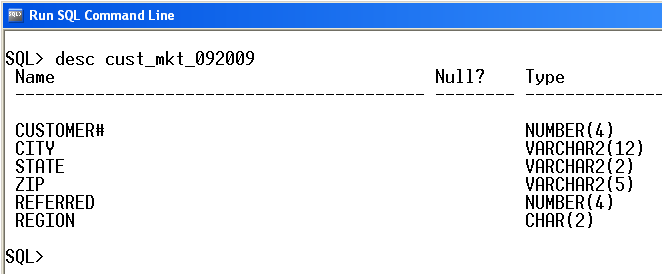 SQL> Run SQL Command Line
SQL> desc cust_mkt_092009
Name Null? Type
----------------------------------------- -------- --------------
CUSTOMER# NUMBER(4)
CITY VARCHAR2(12)
STATE VARCHAR2(2)
ZIP VARCHAR2(5)
REFERRED NUMBER(4)
REGION CHAR(2)
SQL>